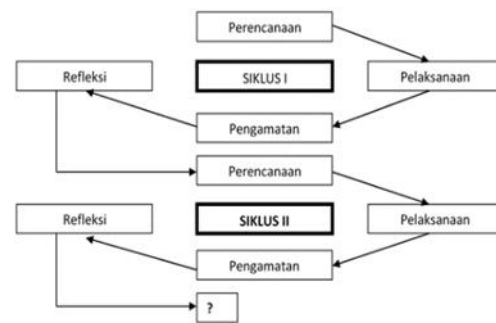 Perencanaan
Refleksi
SIKLUS I
Pelaksanaan
Pengamatan
Perencanaan
Refleksi
SIKLUS II
Pelaksanaan
Pengamatan
?